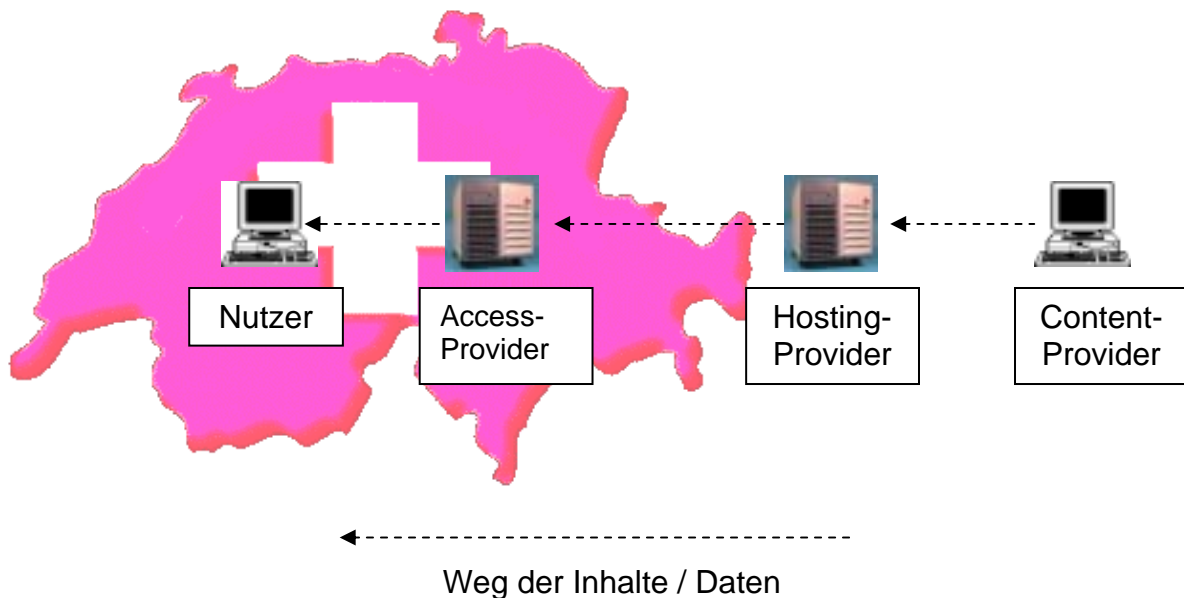 Nutzer
Access-
Provider
Hosting-
Provider
Content-
Provider
Weg der Inhalte / Daten